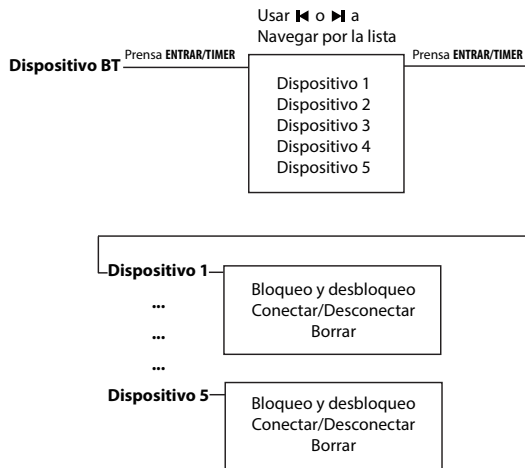 Usar ⏮ o ⏭ a
Navegar por la lista
Dispositivo BT
Prensa ENTRAR/TIMER
Prensa ENTRAR/TIMER
Dispositivo 1
Dispositivo 2
Dispositivo 3
Dispositivo 4
Dispositivo 5
Dispositivo 1
Bloqueo y desbloqueo
Conectar/Desconectar
Borrar
...
...
...
Dispositivo 5
Bloqueo y desbloqueo
Conectar/Desconectar
Borrar